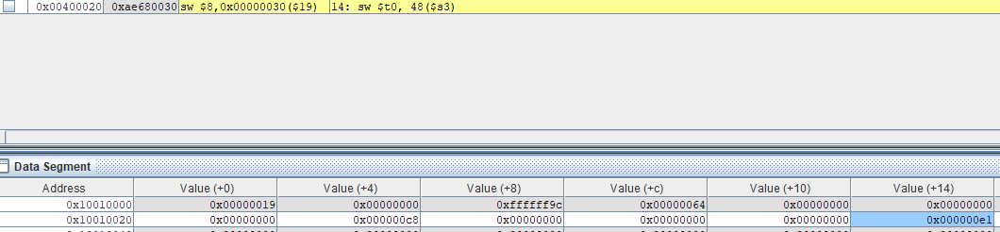 0x00400020 0xae680030 sw $8,0x00000030($19) 14: sw $t0, 48($s3)
Data Segment
Address Value (+0) Value (+4) Value (+8) Value (+c) Value (+10) Value (+14)
0x10010000 0x00000019 0x00000000 0xffffff9c 0x00000064 0x00000000 0x00000000
0x10010020 0x00000000 0x000000c8 0x00000000 0x00000000 0x00000000 0x000000e1